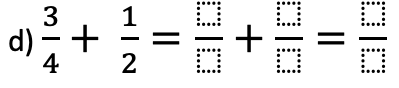 d) 3/4 + 1/2 = ⬚/⬚ + ⬚/⬚ = ⬚/⬚